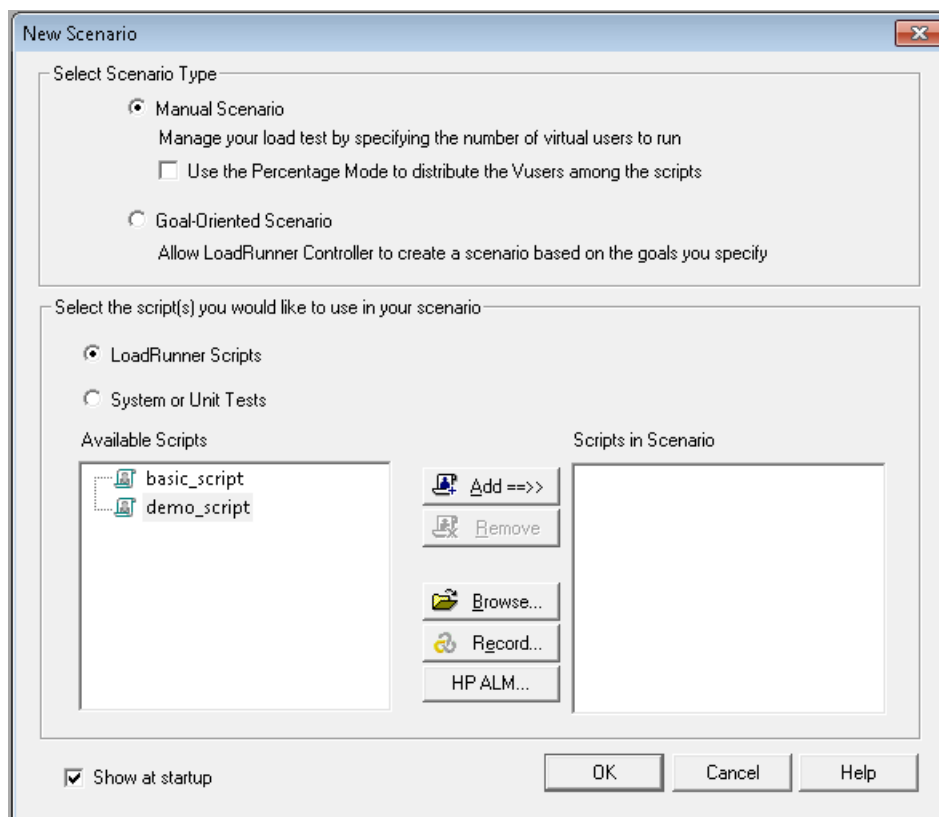 New Scenario
Select Scenario Type
Manual Scenario
Manage your load test by specifying the number of virtual users to run
Use the Percentage Mode to distribute the Vusers among the scripts
Goal-Oriented Scenario
Allow LoadRunner Controller to create a scenario based on the goals you specify
Select the script(s) you would like to use in your scenario
LoadRunner Scripts
System or Unit Tests
Available Scripts
basic_script
demo_script
Add ==>>
Remove
Browse...
Record...
HP ALM...
Scripts in Scenario
Show at startup
OK
Cancel
Help